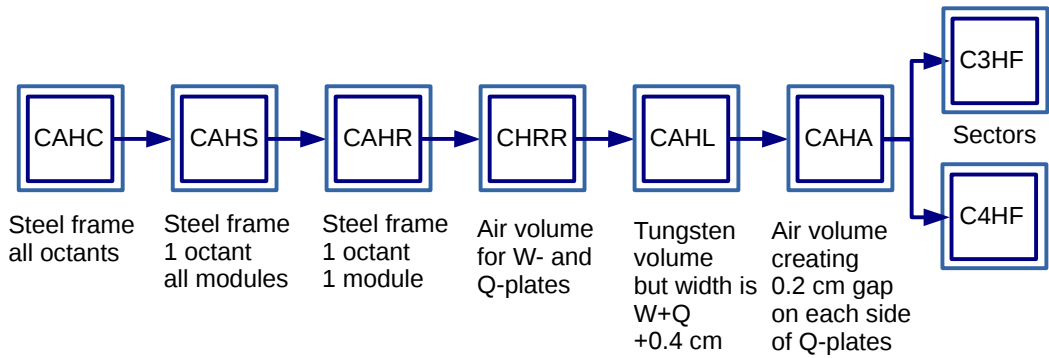 C3HF
CAHC
CAHS
CAHR
CHRR
CAHL
CAHA
Sectors
C4HF
Steel frame
all octants
Steel frame
1 octant
all modules
Steel frame
1 octant
1 module
Air volume
for W- and
Q-plates
Tungsten
volume
but width is
W+Q
+0.4 cm
Air volume
creating
0.2 cm gap
on each side
of Q-plates